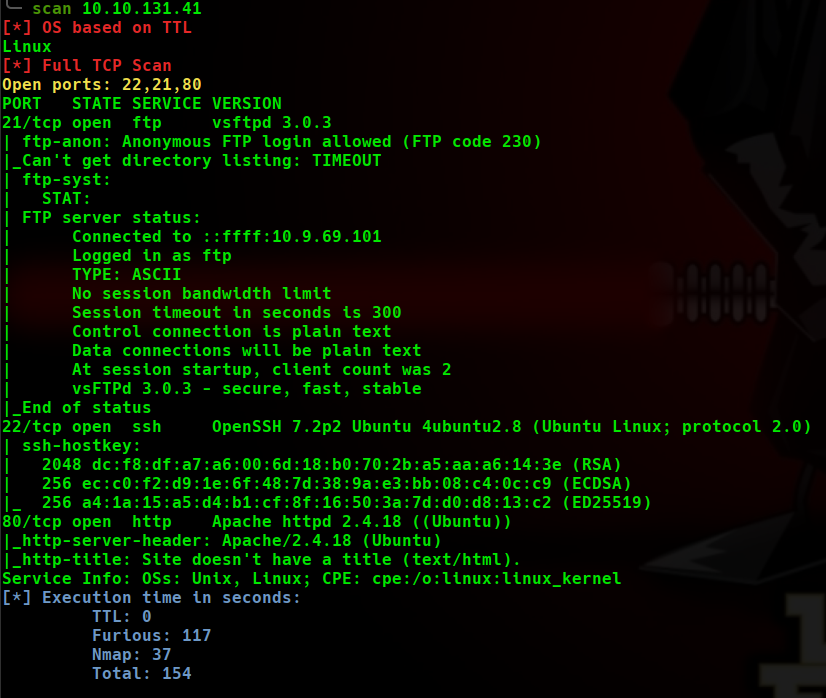 scan 10.10.131.41
[*] OS based on TTL
Linux
[*] Full TCP Scan
Open ports: 22,21,80
PORT   STATE SERVICE VERSION
21/tcp open  ftp     vsftpd 3.0.3
| ftp-anon: Anonymous FTP login allowed (FTP code 230)
|_Can't get directory listing: TIMEOUT
| ftp-syst:
|   STAT:
| FTP server status:
|      Connected to ::ffff:10.9.69.101
|      Logged in as ftp
|      TYPE: ASCII
|      No session bandwidth limit
|      Session timeout in seconds is 300
|      Control connection is plain text
|      Data connections will be plain text
|      At session startup, client count was 2
|      vsFTPd 3.0.3 - secure, fast, stable
|_End of status
22/tcp open  ssh     OpenSSH 7.2p2 Ubuntu 4ubuntu2.8 (Ubuntu Linux; protocol 2.0)
| ssh-hostkey:
|   2048 dc:f8:df:a7:a6:00:6d:18:b0:70:2b:a5:aa:a6:14:3e (RSA)
|   256 ec:c0:f2:d9:1e:6f:48:7d:38:9a:e3:bb:08:c4:0c:c9 (ECDSA)
|_  256 a4:1a:15:a5:d4:b1:cf:8f:16:50:3a:7d:d0:d8:13:c2 (ED25519)
80/tcp open  http    Apache httpd 2.4.18 ((Ubuntu))
|_http-server-header: Apache/2.4.18 (Ubuntu)
|_http-title: Site doesn't have a title (text/html).
Service Info: OSs: Unix, Linux; CPE: cpe:/o:linux:linux_kernel
[*] Execution time in seconds:
         TTL: 0
         Furious: 117
         Nmap: 37
         Total: 154